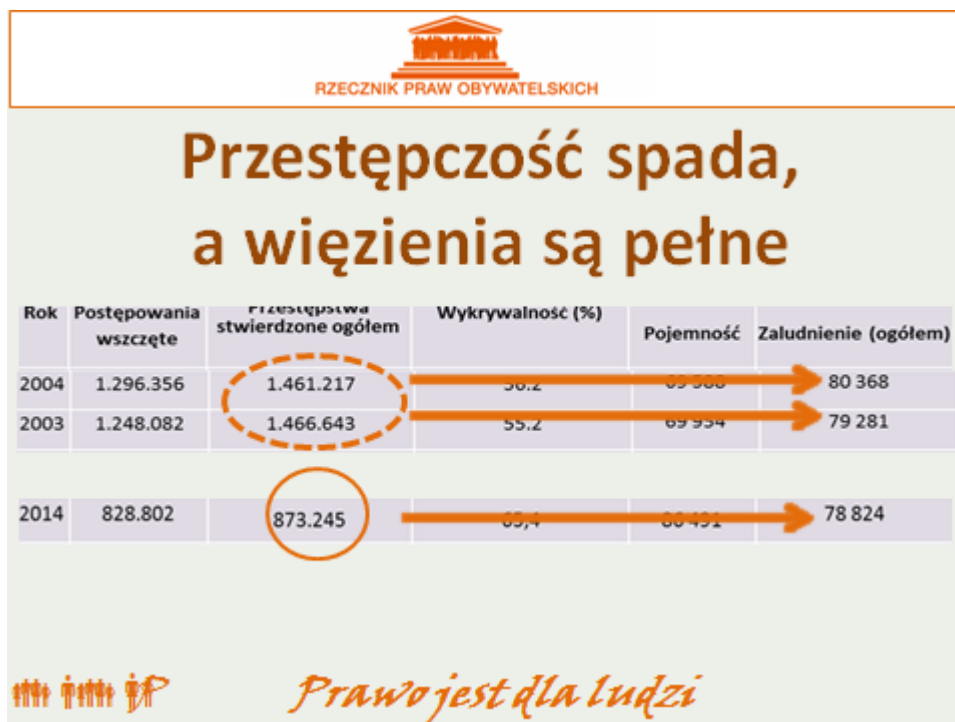 RZECZNIK PRAW OBYWATELSKICH
Przestępczość spada,
a więzienia są pełne
Rok Postępowania wszczęte Przestępstwa stwierdzone ogółem Wykrywalność (%) Pojemność Zaludnienie (ogółem)
2004 1.296.356 1.461.217 80 368
2003 1.248.082 1.466.643 55.2 79 281
2014 828.802 873.245 78 824
Prawo jest dla ludzi